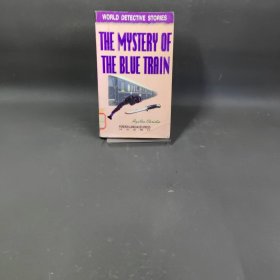 WORLD DETECTIVE STORIES
THE MYSTERY OF
THE BLUE TRAIN
Agatha Christie